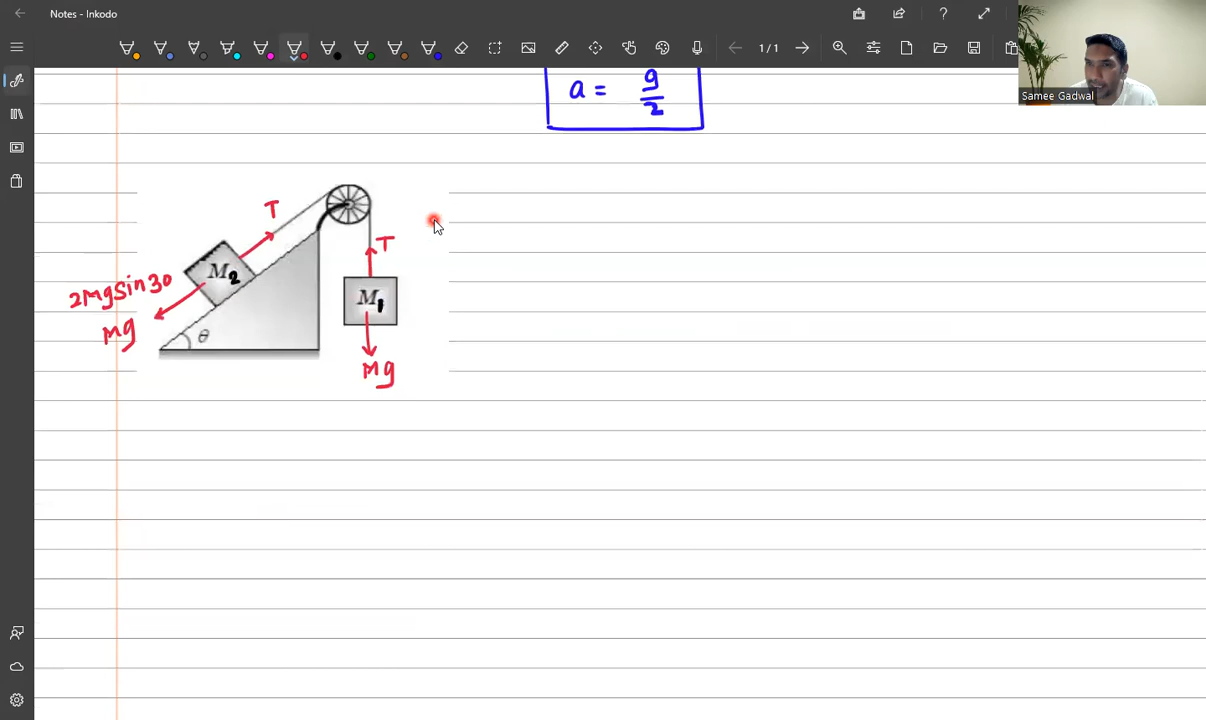 Notes - Inkodo
1/1
Samee Gadwal
a = g/2
T
T
M2
2Mgsin30
Mg
M1
θ
Mg